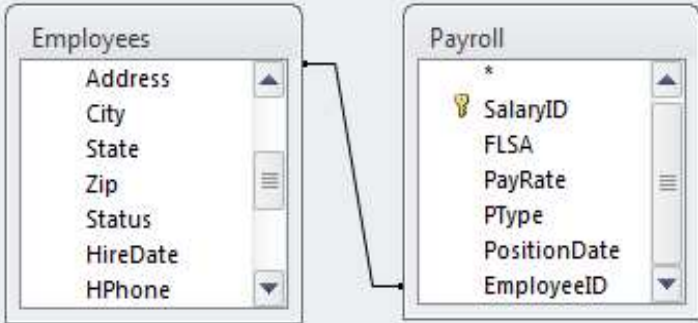 Employees
Address
City
State
Zip
Status
HireDate
HPhone
Payroll
*
SalaryID
FLSA
PayRate
PType
PositionDate
EmployeeID